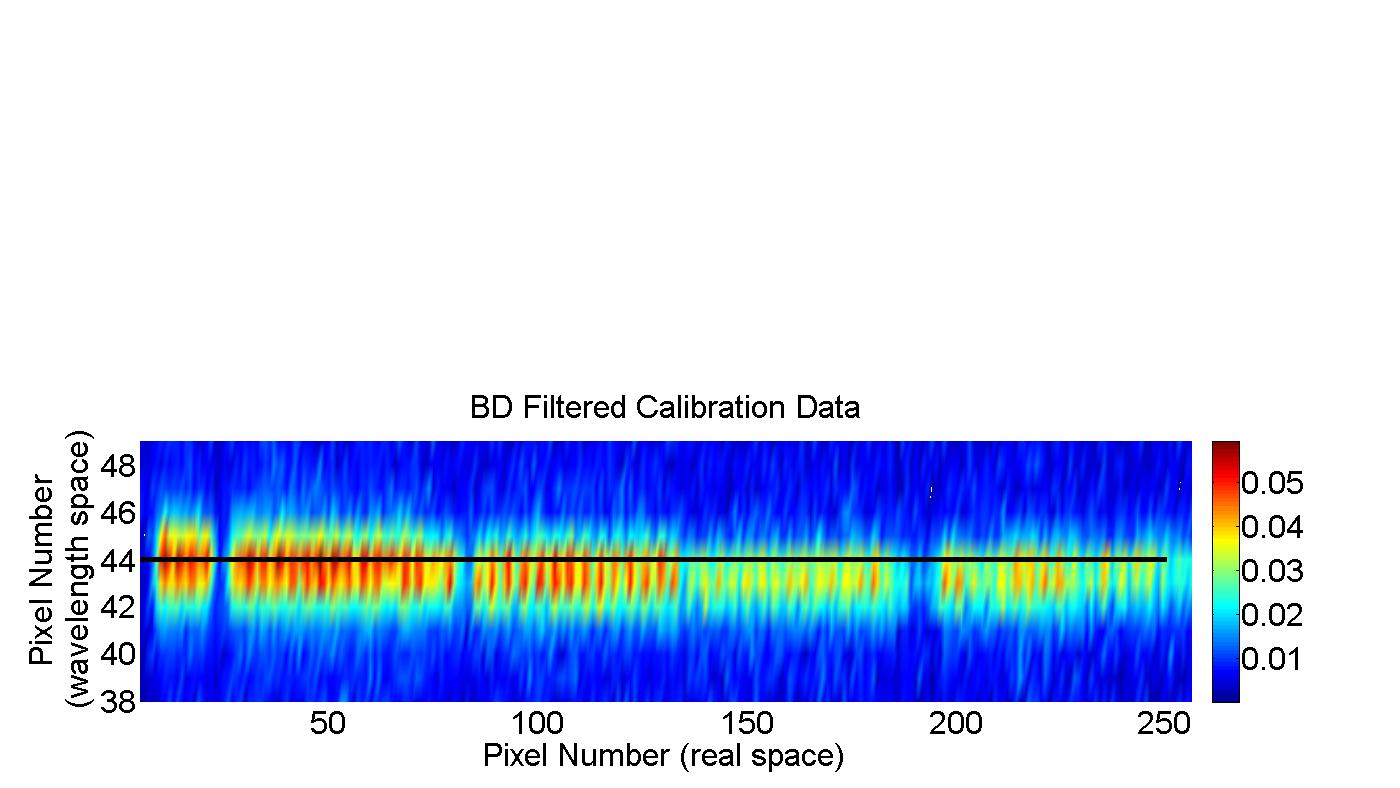 BD Filtered Calibration Data
Pixel Number
(wavelength space)
48
46
44
42
40
38
50 100 150 200 250
Pixel Number (real space)
0.05
0.04
0.03
0.02
0.01